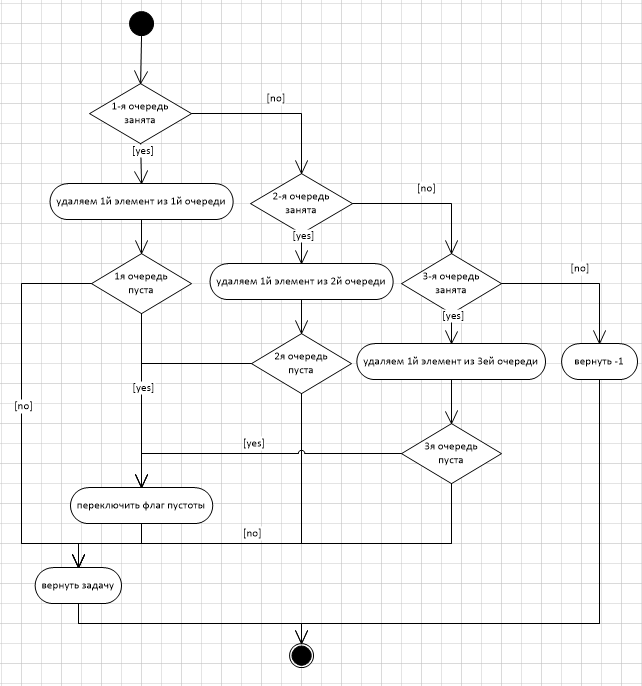 [no]
1-я очередь
занята
[yes]
[no]
удаляем 1й элемент из 1й очереди
2-я очередь
занята
[yes]
[no]
1я очередь
пуста
удаляем 1й элемент из 2й очереди
3-я очередь
занята
[yes]
2я очередь
пуста
удаляем 1й элемент из 3ей очереди
вернуть -1
[yes]
[no]
[yes]
3я очередь
пуста
переключить флаг пустоты
[no]
вернуть задачу